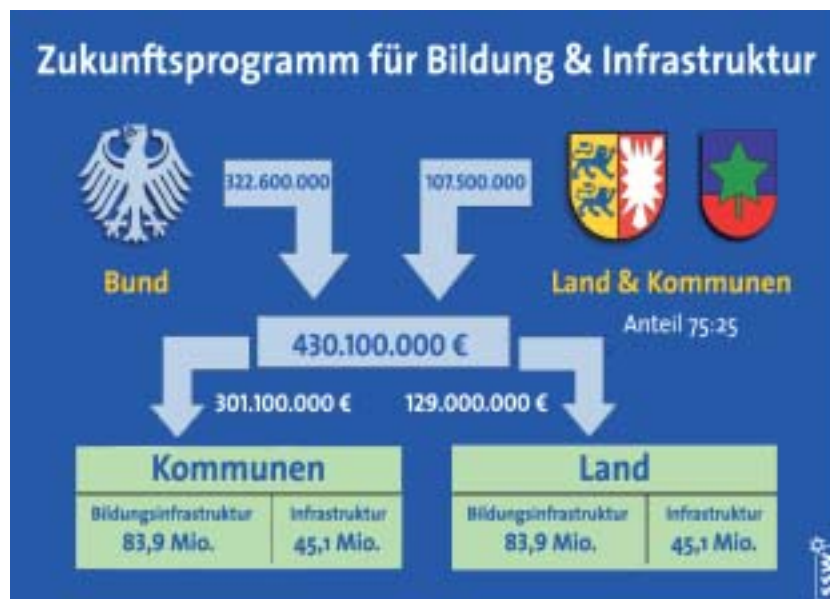 Zukunftsprogramm für Bildung & Infrastruktur
322.600.000
107.500.000
Bund
Land & Kommunen
Anteil 75:25
430.100.000 €
301.100.000 €
129.000.000 €
Kommunen
Bildungsinfrastruktur
83,9 Mio.
Infrastruktur
45,1 Mio.
Land
Bildungsinfrastruktur
83,9 Mio.
Infrastruktur
45,1 Mio.
SSW